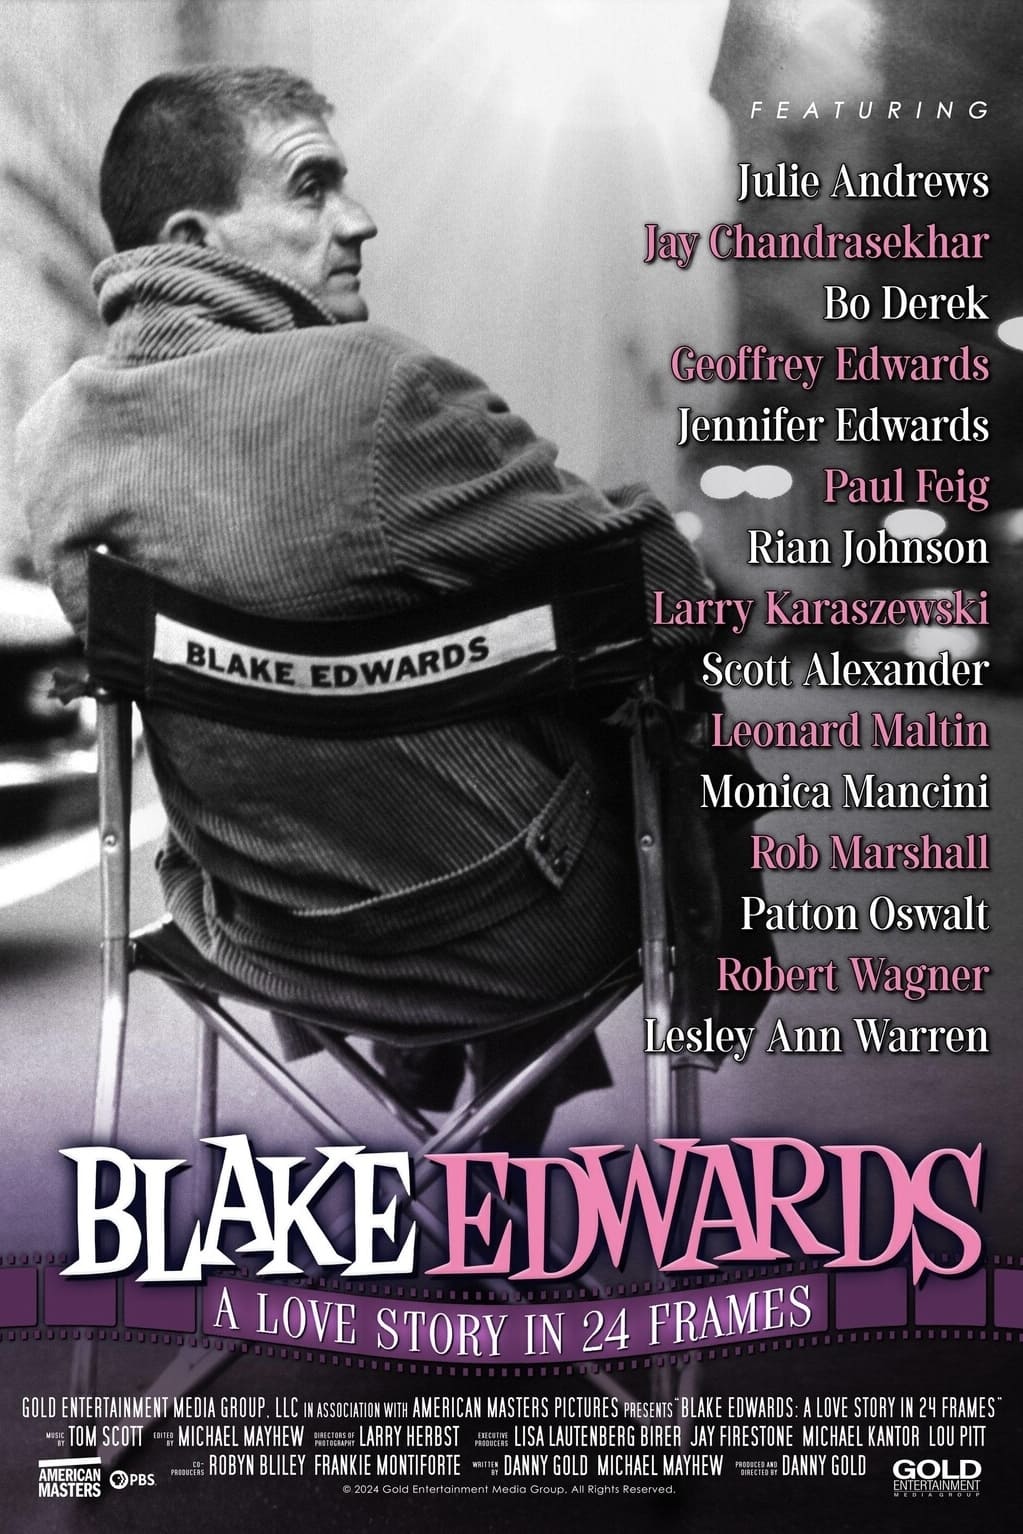 FEATURING
Julie Andrews
Jay Chandrasekhar
Bo Derek
Geoffrey Edwards
Jennifer Edwards
Paul Feig
Rian Johnson
Larry Karaszewski
Scott Alexander
Leonard Maltin
Monica Mancini
Rob Marshall
Patton Oswalt
Robert Wagner
Lesley Ann Warren
BLAKE EDWARDS
BLAKE EDWARDS
A LOVE STORY IN 24 FRAMES
GOLD ENTERTAINMENT MEDIA GROUP, LLC IN ASSOCIATION WITH AMERICAN MASTERS PICTURES PRESENTS "BLAKE EDWARDS: A LOVE STORY IN 24 FRAMES"
MUSIC BY TOM SCOTT EDITED BY MICHAEL MAYHEW DIRECTORS OF PHOTOGRAPHY LARRY HERBST EXECUTIVE PRODUCERS LISA LAUTENBERG BIRER JAY FIRESTONE MICHAEL KANTOR LOU PITT
CO-PRODUCERS ROBYN BLILEY FRANKIE MONTIFORTE WRITTEN BY DANNY GOLD MICHAEL MAYHEW PRODUCED AND DIRECTED BY DANNY GOLD
AMERICAN MASTERS
PBS.
© 2024 Gold Entertainment Media Group, All Rights Reserved.
GOLD
ENTERTAINMENT
MEDIA GROUP